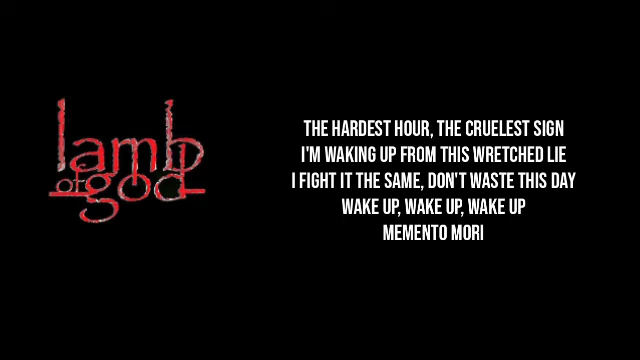 lamb
of god
THE HARDEST HOUR, THE CRUELEST SIGN
I'M WAKING UP FROM THIS WRETCHED LIE
I FIGHT IT THE SAME, DON'T WASTE THIS DAY
WAKE UP, WAKE UP, WAKE UP
MEMENTO MORI